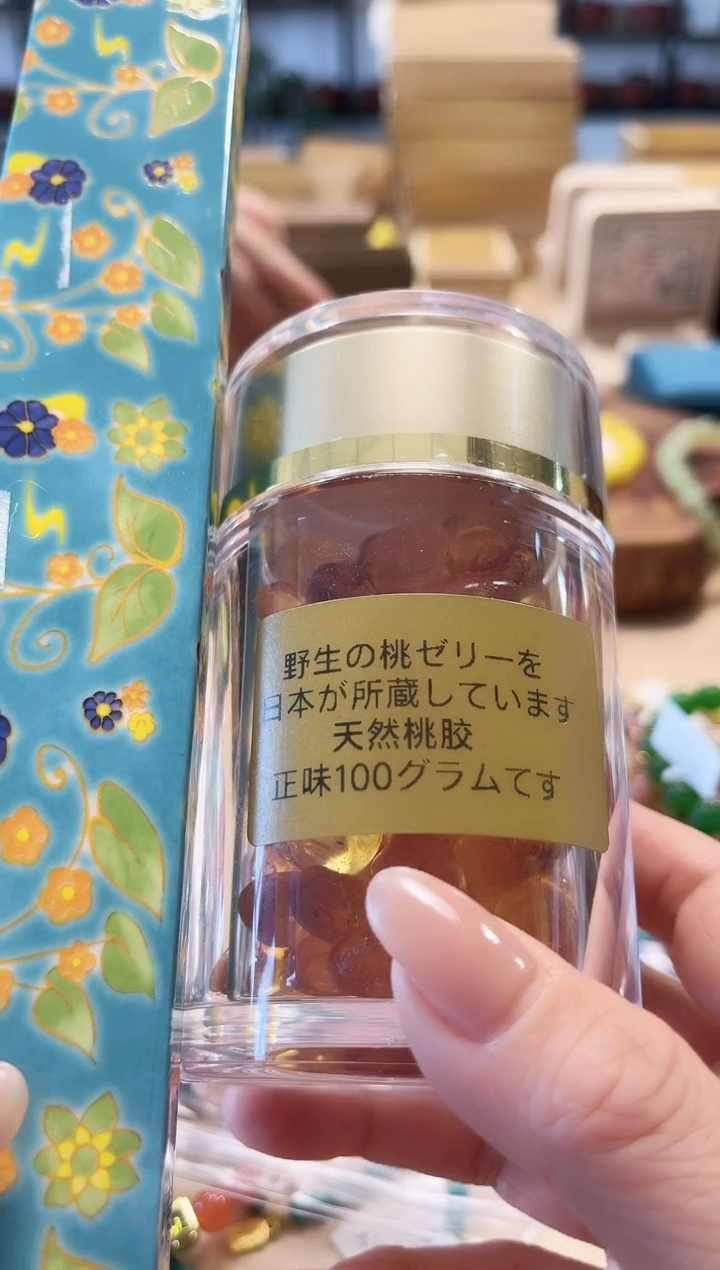 野生の桃ゼリーを
日本が所蔵しています
天然桃胶
正味100グラムてす